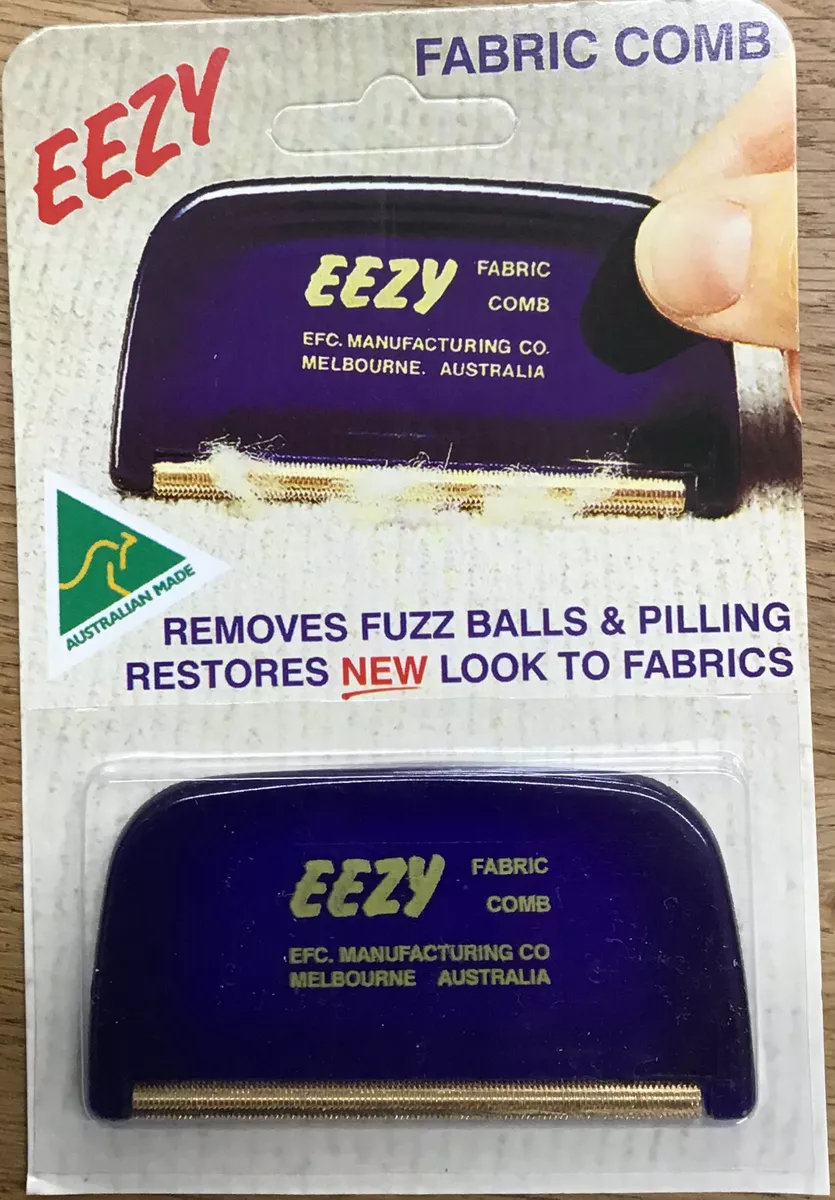 FABRIC COMB
EEZY
EEZY FABRIC
COMB
EFC. MANUFACTURING CO.
MELBOURNE. AUSTRALIA
AUSTRALIAN MADE
REMOVES FUZZ BALLS & PILLING
RESTORES NEW LOOK TO FABRICS
EEZY FABRIC
COMB
EFC. MANUFACTURING CO
MELBOURNE AUSTRALIA